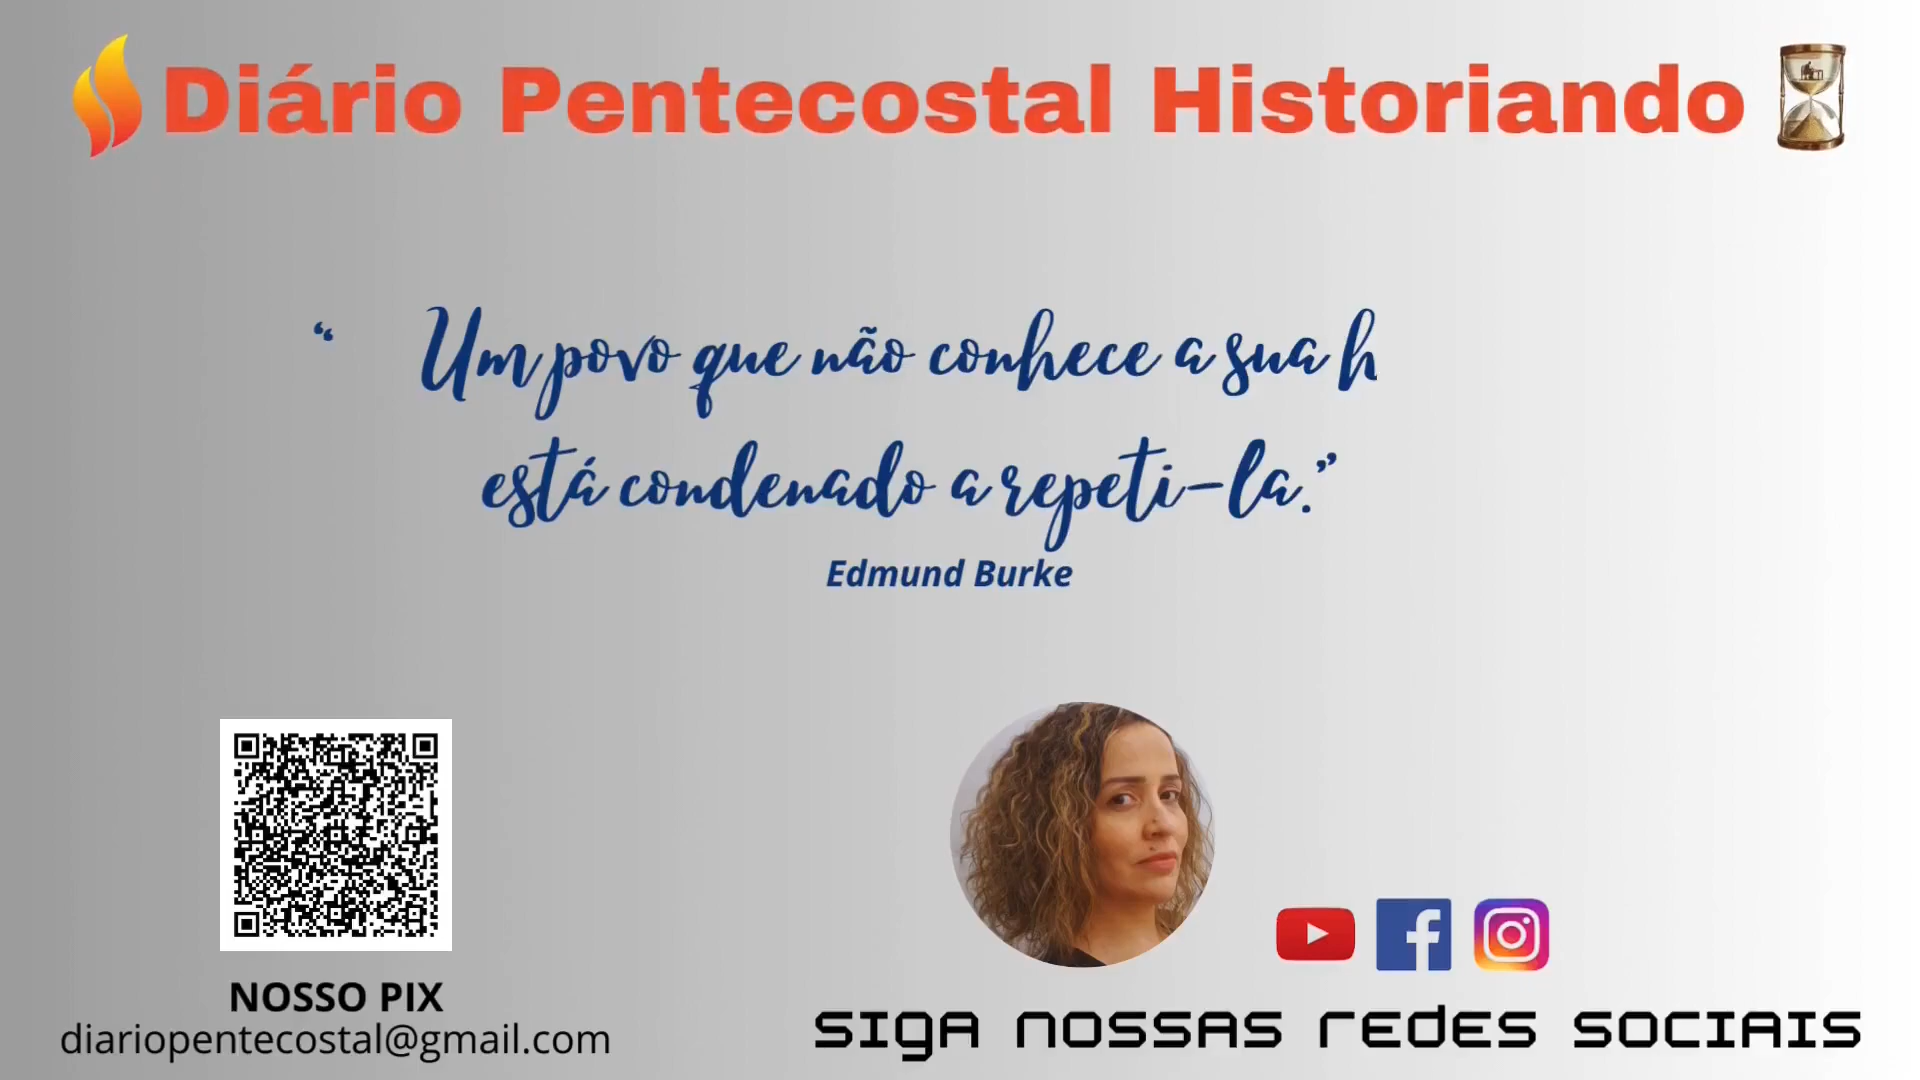 Diário Pentecostal Historiando
“ Um povo que não conhece a sua h
está condenado a repeti-la.”
Edmund Burke
NOSSO PIX
diariopentecostal@gmail.com
SIGA NOSSAS REDES SOCIAIS